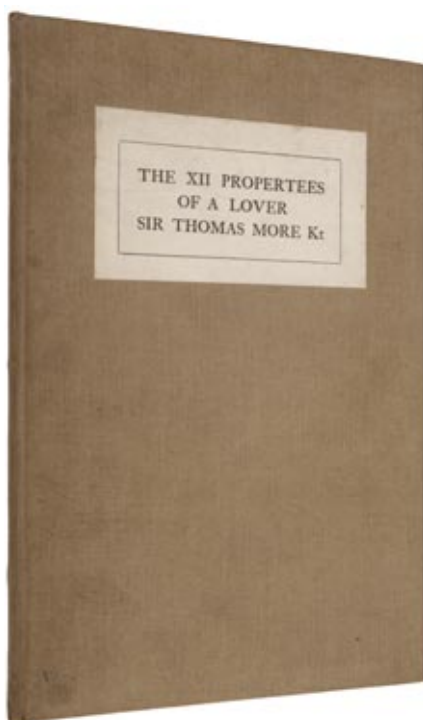 THE XII PROPERTEES
OF A LOVER
SIR THOMAS MORE Kt